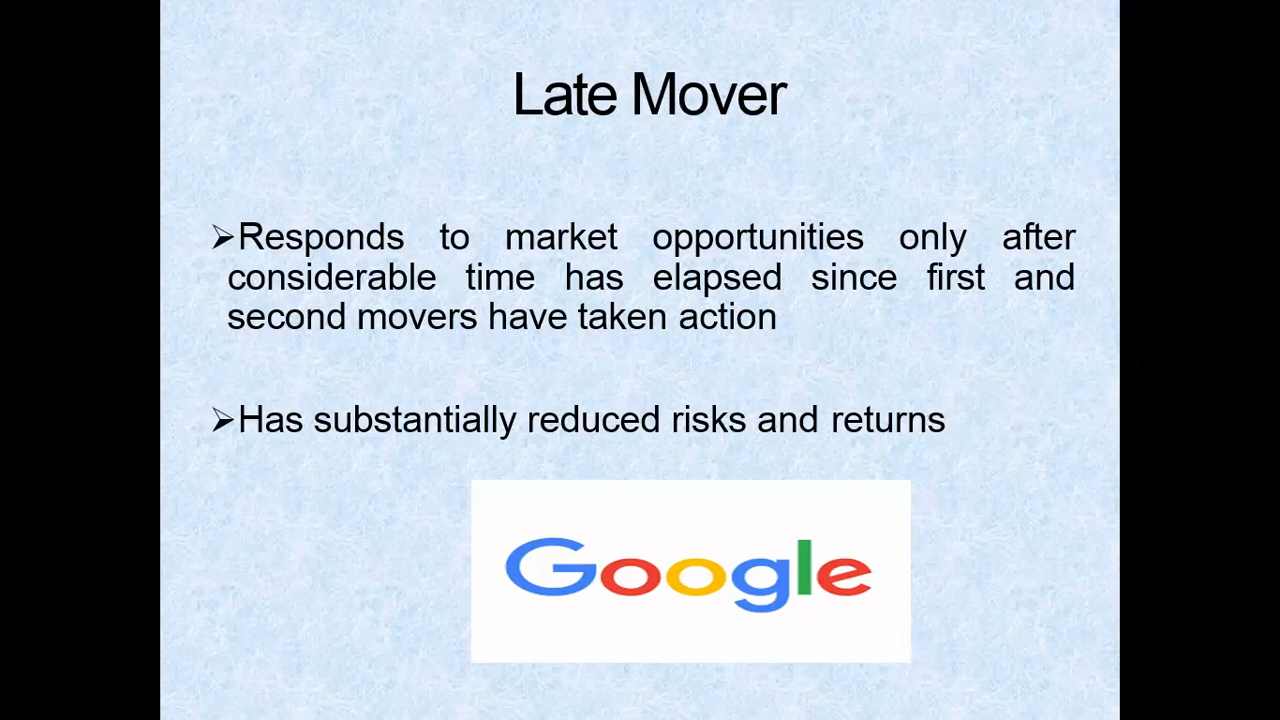 Late Mover
➢Responds to market opportunities only after
considerable time has elapsed since first and
second movers have taken action
➢Has substantially reduced risks and returns
Google